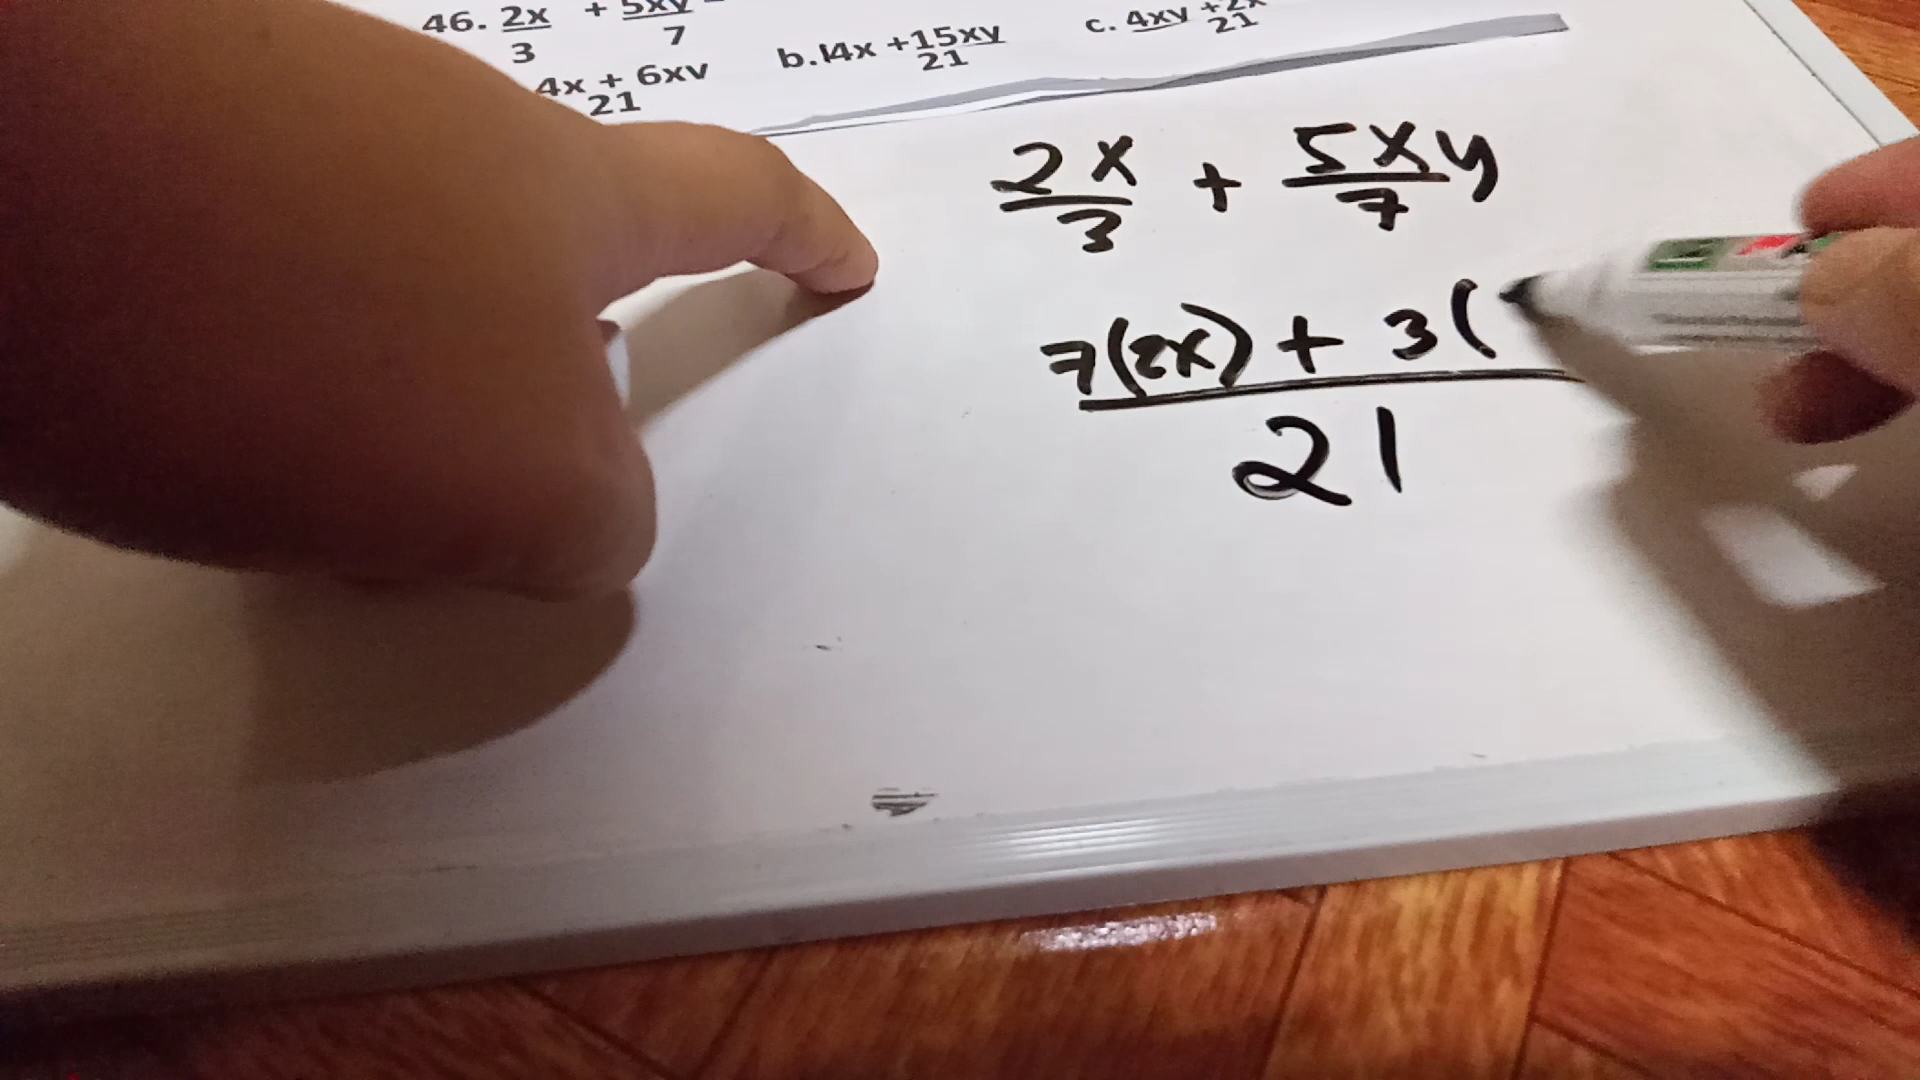 46. 2x + 5xy
3 7
4x + 6xy
21
b.14x +15xy
21
c. 4xy +2x
21
2x + 5xy
3 7
7(2x) + 3(
21